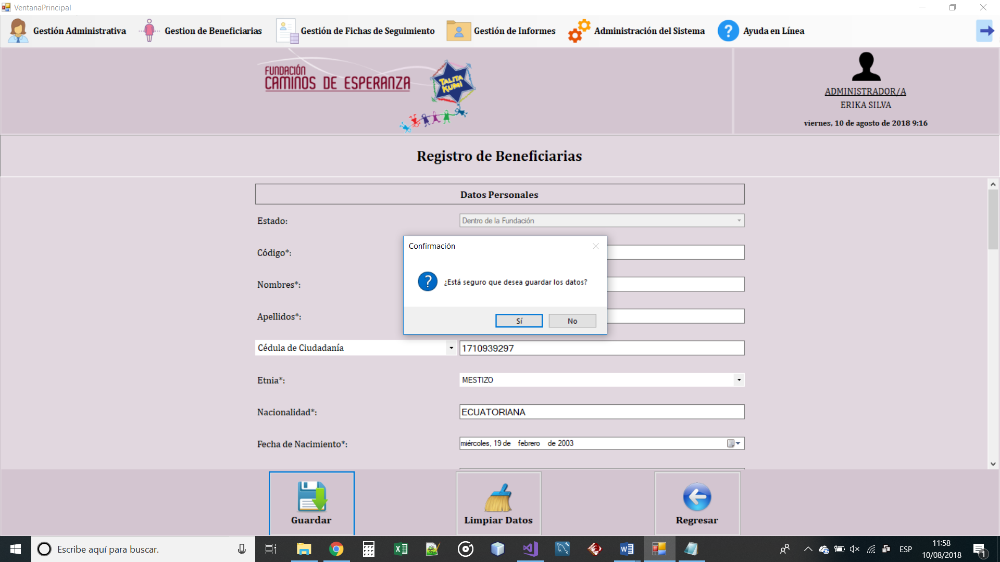 VentanaPrincipal
Gestión Administrativa
Gestion de Beneficiarias
Gestión de Fichas de Seguimiento
Gestión de Informes
Administración del Sistema
Ayuda en Línea
FUNDACIÓN
CAMINOS DE ESPERANZA
TALITA
KUMI
ADMINISTRADOR/A
ERIKA SILVA
viernes, 10 de agosto de 2018 9:16
Registro de Beneficiarias
Datos Personales
Estado:
Dentro de la Fundación
Código*:
Nombres*:
Apellidos*:
Confirmación
¿Está seguro que desea guardar los datos?
Sí
No
Cédula de Ciudadanía
1710939297
Etnia*:
MESTIZO
Nacionalidad*:
ECUATORIANA
Fecha de Nacimiento*:
miércoles, 19 de febrero de 2003
Guardar
Limpiar Datos
Regresar
Escribe aquí para buscar.
ESP
11:58
10/08/2018
1